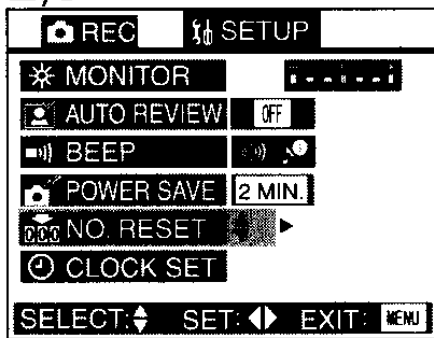 REC SETUP
MONITOR
AUTO REVIEW OFF
BEEP
POWER SAVE 2 MIN.
000 NO. RESET
CLOCK SET
SELECT: SET: EXIT: MENU